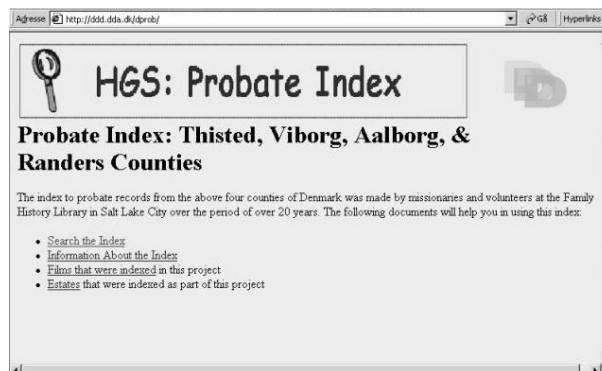 Adresse http://ddd.dda.dk/dprob/ Gå Hyperlinks
HGS: Probate Index
DDD
Probate Index: Thisted, Viborg, Aalborg, &
Randers Counties
The index to probate records from the above four counties of Denmark was made by missionaries and volunteers at the Family
History Library in Salt Lake City over the period of over 20 years. The following documents will help you in using this index:
• Search the Index
• Information About the Index
• Films that were indexed in this project
• Estates that were indexed as part of this project